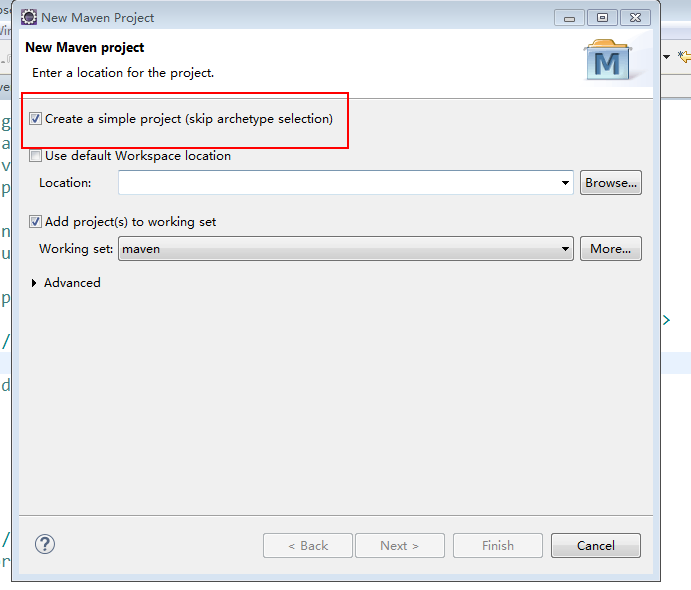 New Maven Project
New Maven project
Enter a location for the project.
M
Create a simple project (skip archetype selection)
Use default Workspace location
Location: Browse...
Add project(s) to working set
Working set: maven More...
Advanced
? < Back Next > Finish Cancel